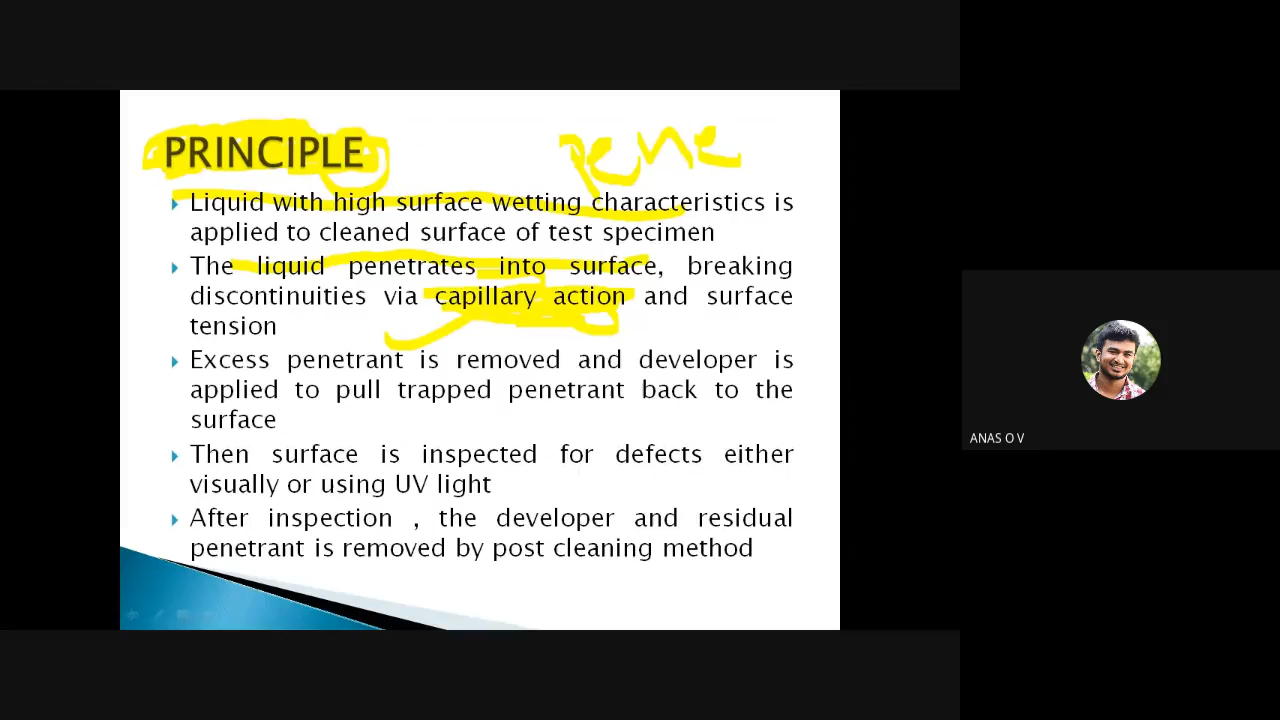 PRINCIPLE
pene
Liquid with high surface wetting characteristics is
applied to cleaned surface of test specimen
The liquid penetrates into surface, breaking
discontinuities via capillary action and surface
tension
Excess penetrant is removed and developer is
applied to pull trapped penetrant back to the
surface
Then surface is inspected for defects either
visually or using UV light
After inspection , the developer and residual
penetrant is removed by post cleaning method
ANAS O V